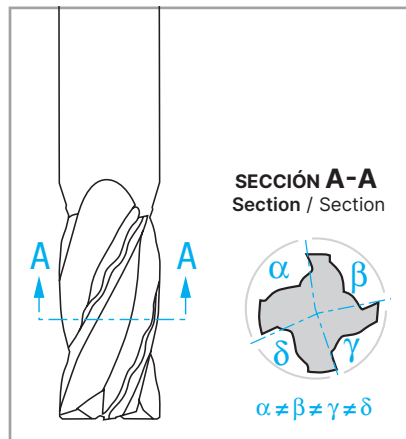 SECCIÓN A-A
Section / Section
A A
α β
δ γ
α ≠ β ≠ γ ≠ δ